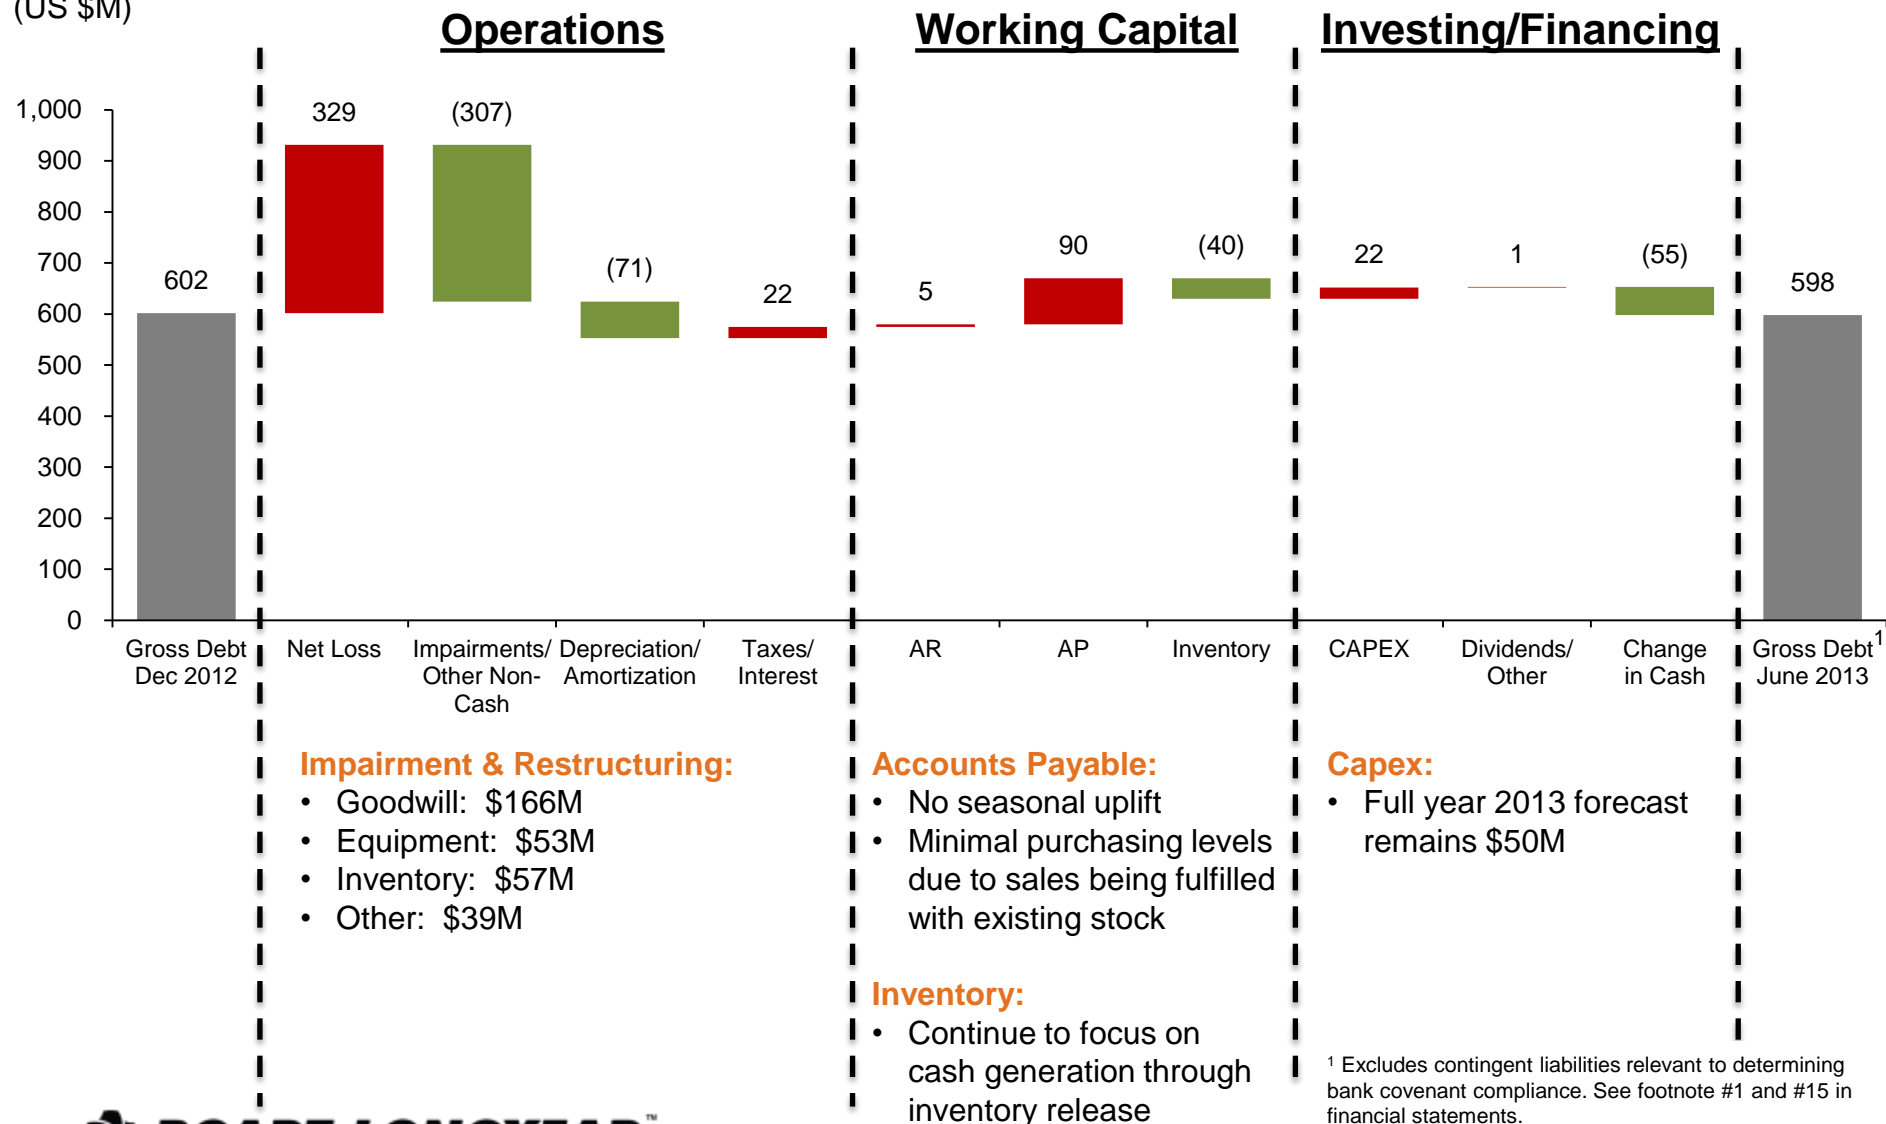 (US $M)
Operations
Working Capital
Investing/Financing
1,000
900
800
700
600
500
400
300
200
100
0
602
329
(307)
(71)
22
5
90
(40)
22
1
(55)
598
Gross Debt
Dec 2012
Net Loss
Impairments/
Other Non-
Cash
Depreciation/
Amortization
Taxes/
Interest
AR
AP
Inventory
CAPEX
Dividends/
Other
Change
in Cash
Gross Debt1
June 2013
Impairment & Restructuring:
• Goodwill: $166M
• Equipment: $53M
• Inventory: $57M
• Other: $39M
Accounts Payable:
• No seasonal uplift
• Minimal purchasing levels
due to sales being fulfilled
with existing stock
Inventory:
• Continue to focus on
cash generation through
inventory release
Capex:
• Full year 2013 forecast
remains $50M
1 Excludes contingent liabilities relevant to determining
bank covenant compliance. See footnote #1 and #15 in
financial statements.
BOART LONGYEAR™